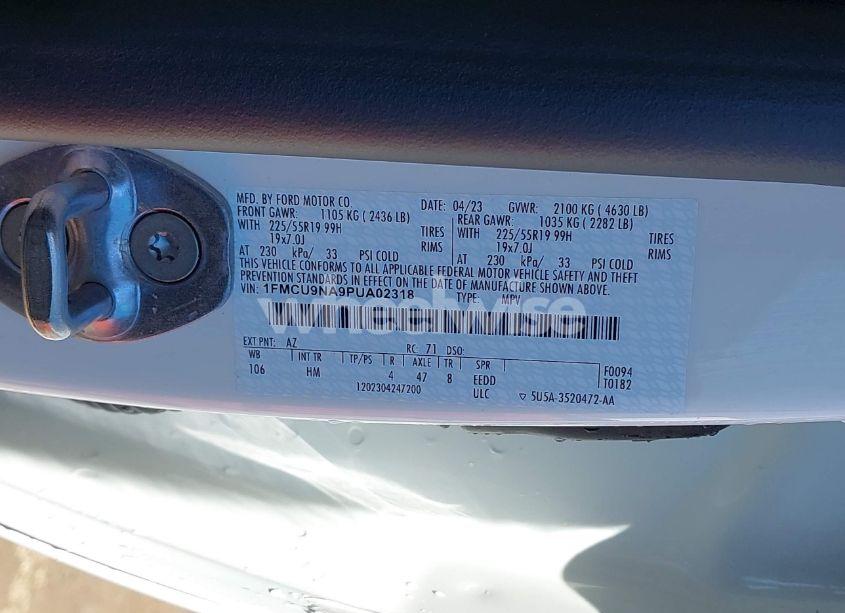 MFD. BY FORD MOTOR CO. DATE: 04/23 GVWR: 2100 KG ( 4630 LB)
FRONT GAWR: 1105 KG ( 2436 LB) REAR GAWR: 1035 KG ( 2282 LB)
WITH 225/55R19 99H TIRES WITH 225/55R19 99H TIRES
19x7.0J RIMS 19x7.0J RIMS
AT 230 kPa/ 33 PSI COLD AT 230 kPa/ 33 PSI COLD
THIS VEHICLE CONFORMS TO ALL APPLICABLE FEDERAL MOTOR VEHICLE SAFETY AND THEFT
PREVENTION STANDARDS IN EFFECT ON THE DATE OF MANUFACTURE SHOWN ABOVE.
VIN: 1FMCU9NA9PUA02318 TYPE: MPV
wheelwise
EXT PNT: AZ RC: 71 DSO:
WB INT TR TP/PS R AXLE TR SPR F0094
106 HM 4 47 8 EEDD T0182
1202304247200 ULC ▽ 5U5A-3520472-AA